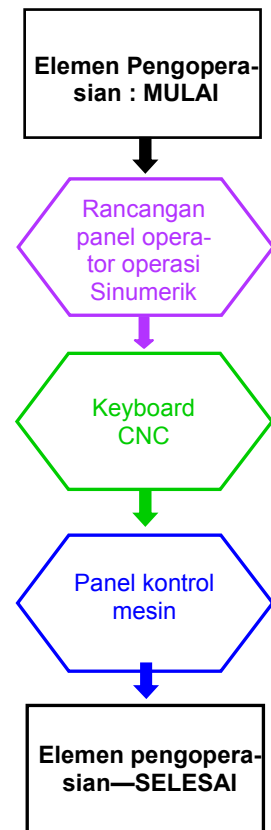 Elemen Pengopera-
sian : MULAI
Rancangan
panel opera-
tor operasi
Sinumerik
Keyboard
CNC
Panel kontrol
mesin
Elemen pengopera-
sian—SELESAI